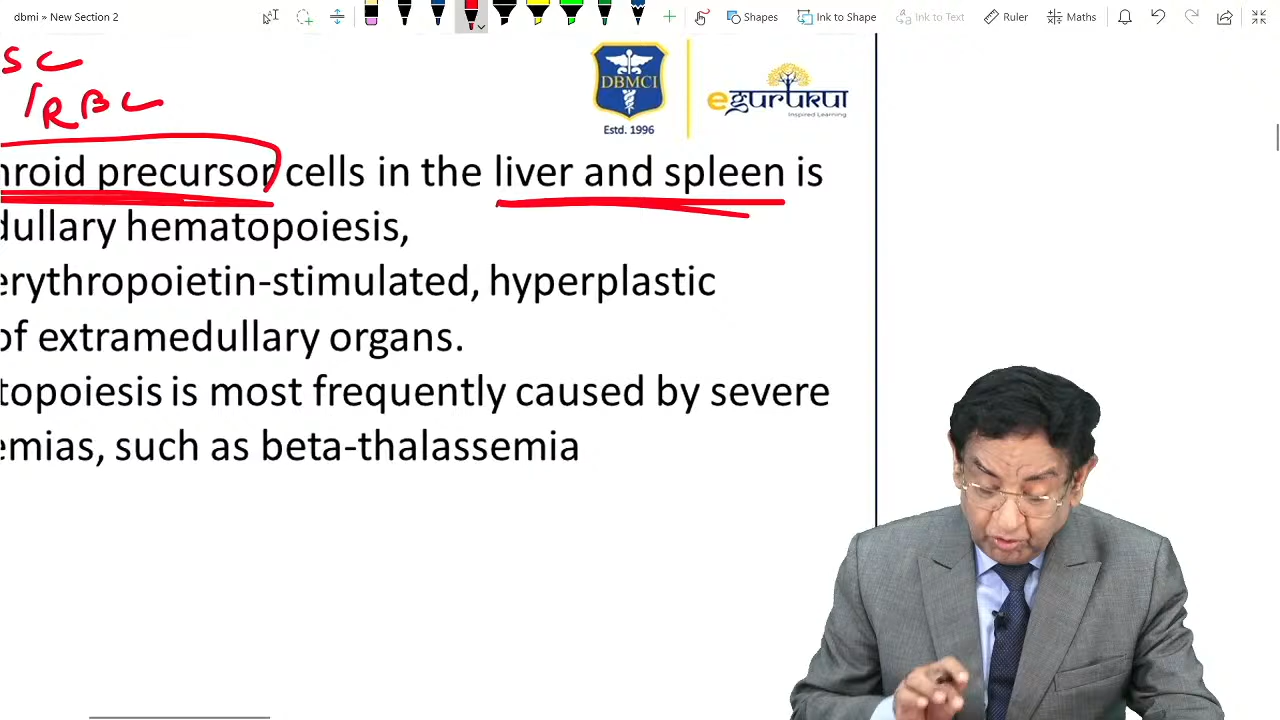 dbmi » New Section 2
Shapes
Ink to Shape
Ink to Text
Ruler
Maths
SC
RBC
DBMCI
Estd. 1996
egurukul
Inspired Learning
hroid precursor cells in the liver and spleen is
dullary hematopoiesis,
erythropoietin-stimulated, hyperplastic
of extramedullary organs.
topoiesis is most frequently caused by severe
emias, such as beta-thalassemia